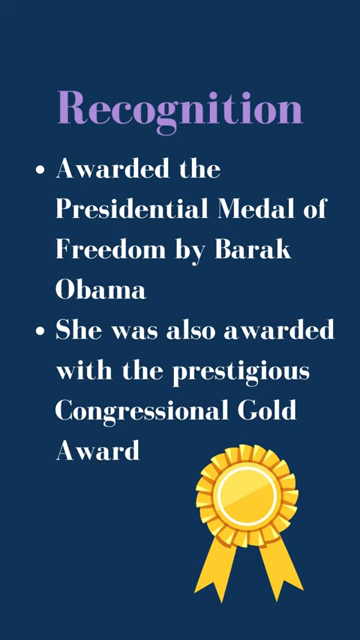 Recognition
• Awarded the
Presidential Medal of
Freedom by Barak
Obama
• She was also awarded
with the prestigious
Congressional Gold
Award